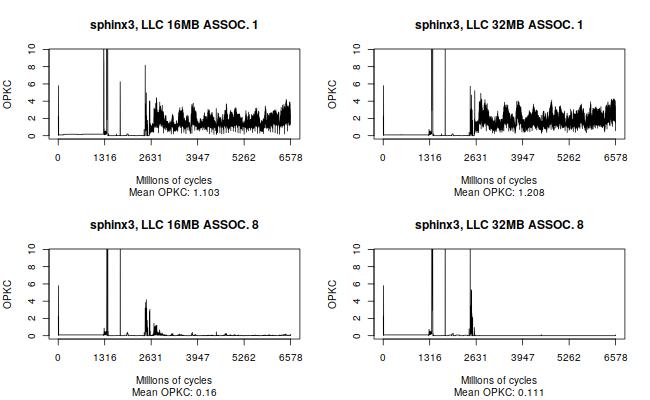 sphinx3, LLC 16MB ASSOC. 1
OPKC
0 2 4 6 8 10
0 1316 2631 3947 5262 6578
Millions of cycles
Mean OPKC: 1.103
sphinx3, LLC 32MB ASSOC. 1
OPKC
0 2 4 6 8 10
0 1316 2631 3947 5262 6578
Millions of cycles
Mean OPKC: 1.208
sphinx3, LLC 16MB ASSOC. 8
OPKC
0 2 4 6 8 10
0 1316 2631 3947 5262 6578
Millions of cycles
Mean OPKC: 0.16
sphinx3, LLC 32MB ASSOC. 8
OPKC
0 2 4 6 8 10
0 1316 2631 3947 5262 6578
Millions of cycles
Mean OPKC: 0.111